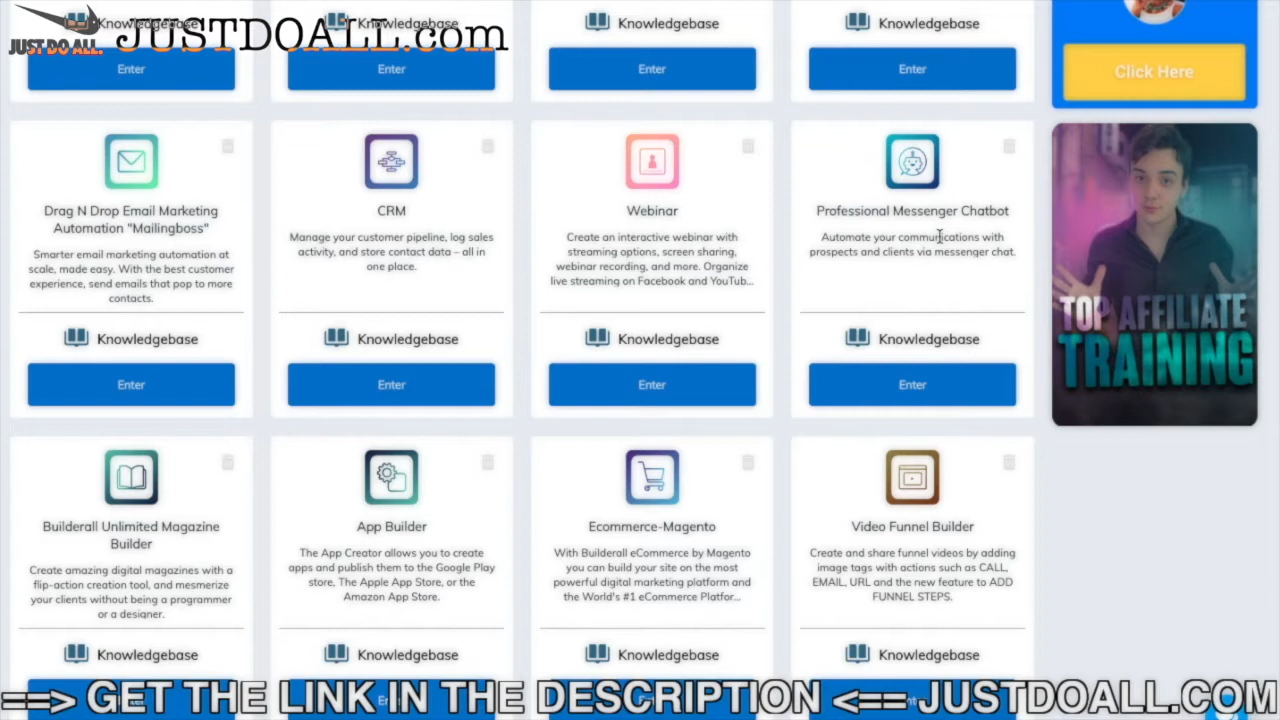 Knowledgebase
Knowledgebase
Knowledgebase
Knowledgebase
JUST DO ALL.
JUSTDOALL.com
Enter
Enter
Enter
Enter
Click Here
Drag N Drop Email Marketing
Automation "Mailingboss"
Smarter email marketing automation at
scale, made easy. With the best customer
experience, send emails that pop to more
contacts.
Knowledgebase
Enter
CRM
Manage your customer pipeline, log sales
activity, and store contact data – all in
one place.
Knowledgebase
Enter
Webinar
Create an interactive webinar with
streaming options, screen sharing,
webinar recording, and more. Organize
live streaming on Facebook and YouTub...
Knowledgebase
Enter
Professional Messenger Chatbot
Automate your communications with
prospects and clients via messenger chat.
Knowledgebase
Enter
TOP AFFILIATE
TRAINING
Builderall Unlimited Magazine
Builder
Create amazing digital magazines with a
flip-action creation tool, and mesmerize
your clients without being a programmer
or a designer.
Knowledgebase
App Builder
The App Creator allows you to create
apps and publish them to the Google Play
store, The Apple App Store, or the
Amazon App Store.
Knowledgebase
Ecommerce-Magento
With Builderall eCommerce by Magento
you can build your site on the most
powerful digital marketing platform and
the World's #1 eCommerce Platfor...
Knowledgebase
Video Funnel Builder
Create and share funnel videos by adding
image tags with actions such as CALL,
EMAIL, URL and the new feature to ADD
FUNNEL STEPS.
Knowledgebase
==> GET THE LINK IN THE DESCRIPTION <== JUSTDOALL.COM